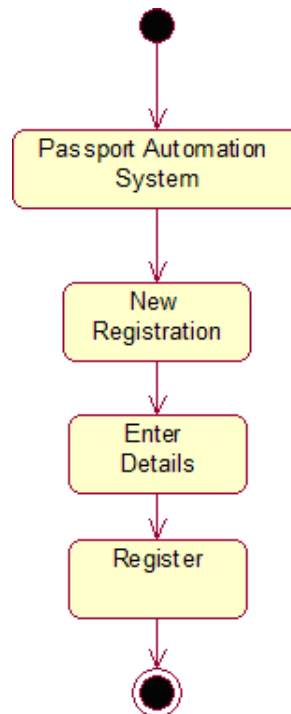 Passport Automation
System
New
Registration
Enter
Details
Register